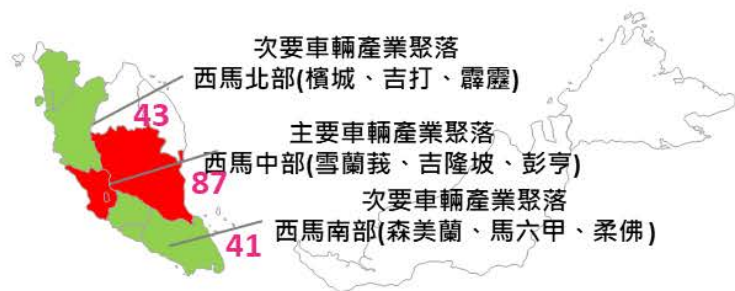 次要車輛產業聚落
西馬北部(檳城、吉打、霹靂)
43
主要車輛產業聚落
西馬中部(雪蘭莪、吉隆坡、彭亨)
87
次要車輛產業聚落
西馬南部(森美蘭、馬六甲、柔佛)
41